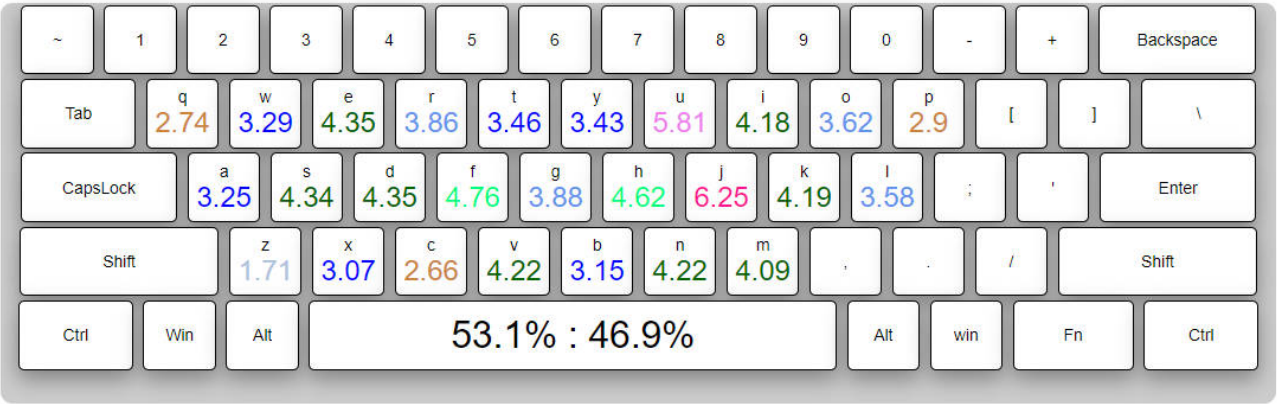 ~ 1 2 3 4 5 6 7 8 9 0 - + Backspace
Tab q w e r t y u i o p [ ] \
2.74 3.29 4.35 3.86 3.46 3.43 5.81 4.18 3.62 2.9
CapsLock a s d f g h j k l ; ' Enter
3.25 4.34 4.35 4.76 3.88 4.62 6.25 4.19 3.58
Shift z x c v b n m , . / Shift
1.71 3.07 2.66 4.22 3.15 4.22 4.09
Ctrl Win Alt 53.1% : 46.9% Alt win Fn Ctrl